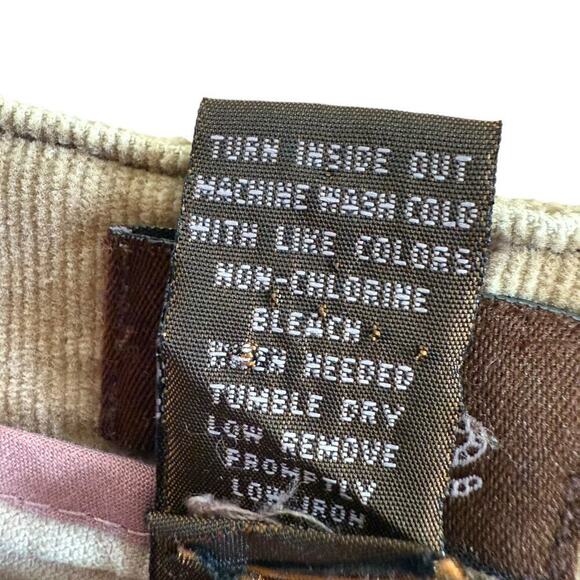 TURN INSIDE OUT
MACHINE WASH COLD
WITH LIKE COLORS
NON-CHLORINE
BLEACH
WHEN NEEDED
TUMBLE DRY
LOW REMOVE
PROMPTLY
LOW IRON